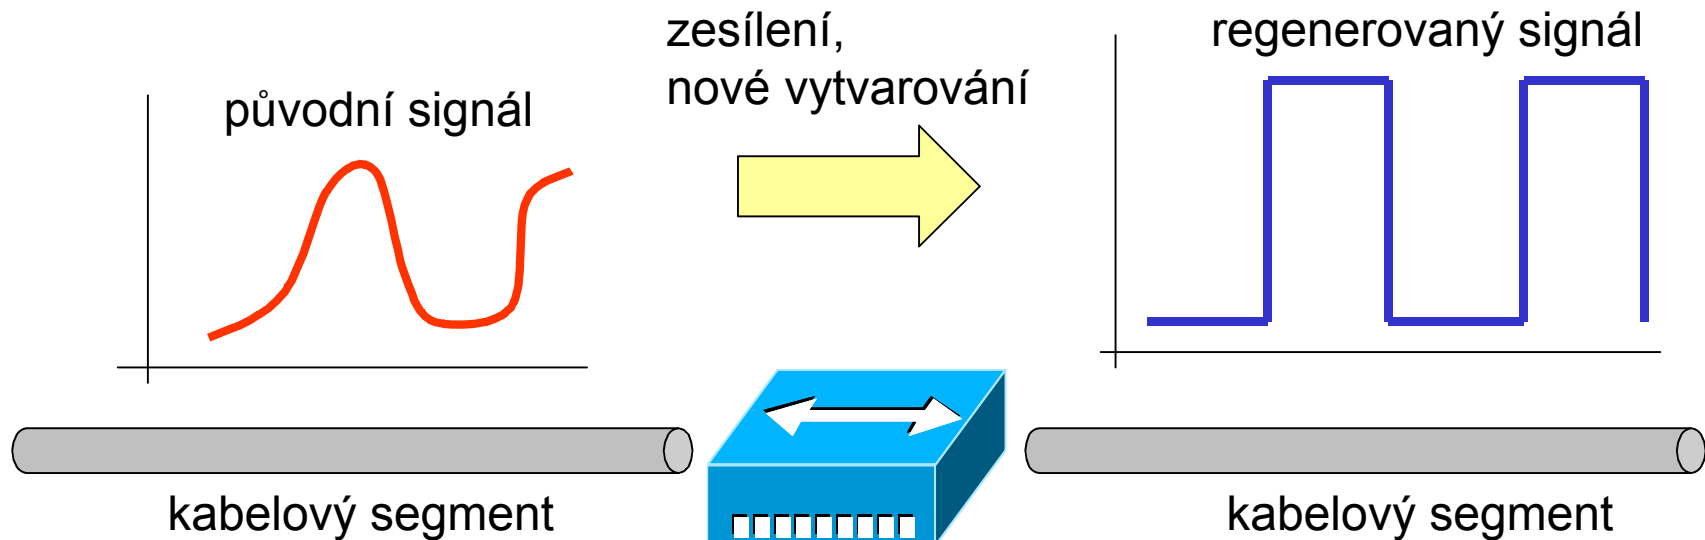 původní signál
zesílení,
nové vytvarování
regenerovaný signál
kabelový segment
kabelový segment